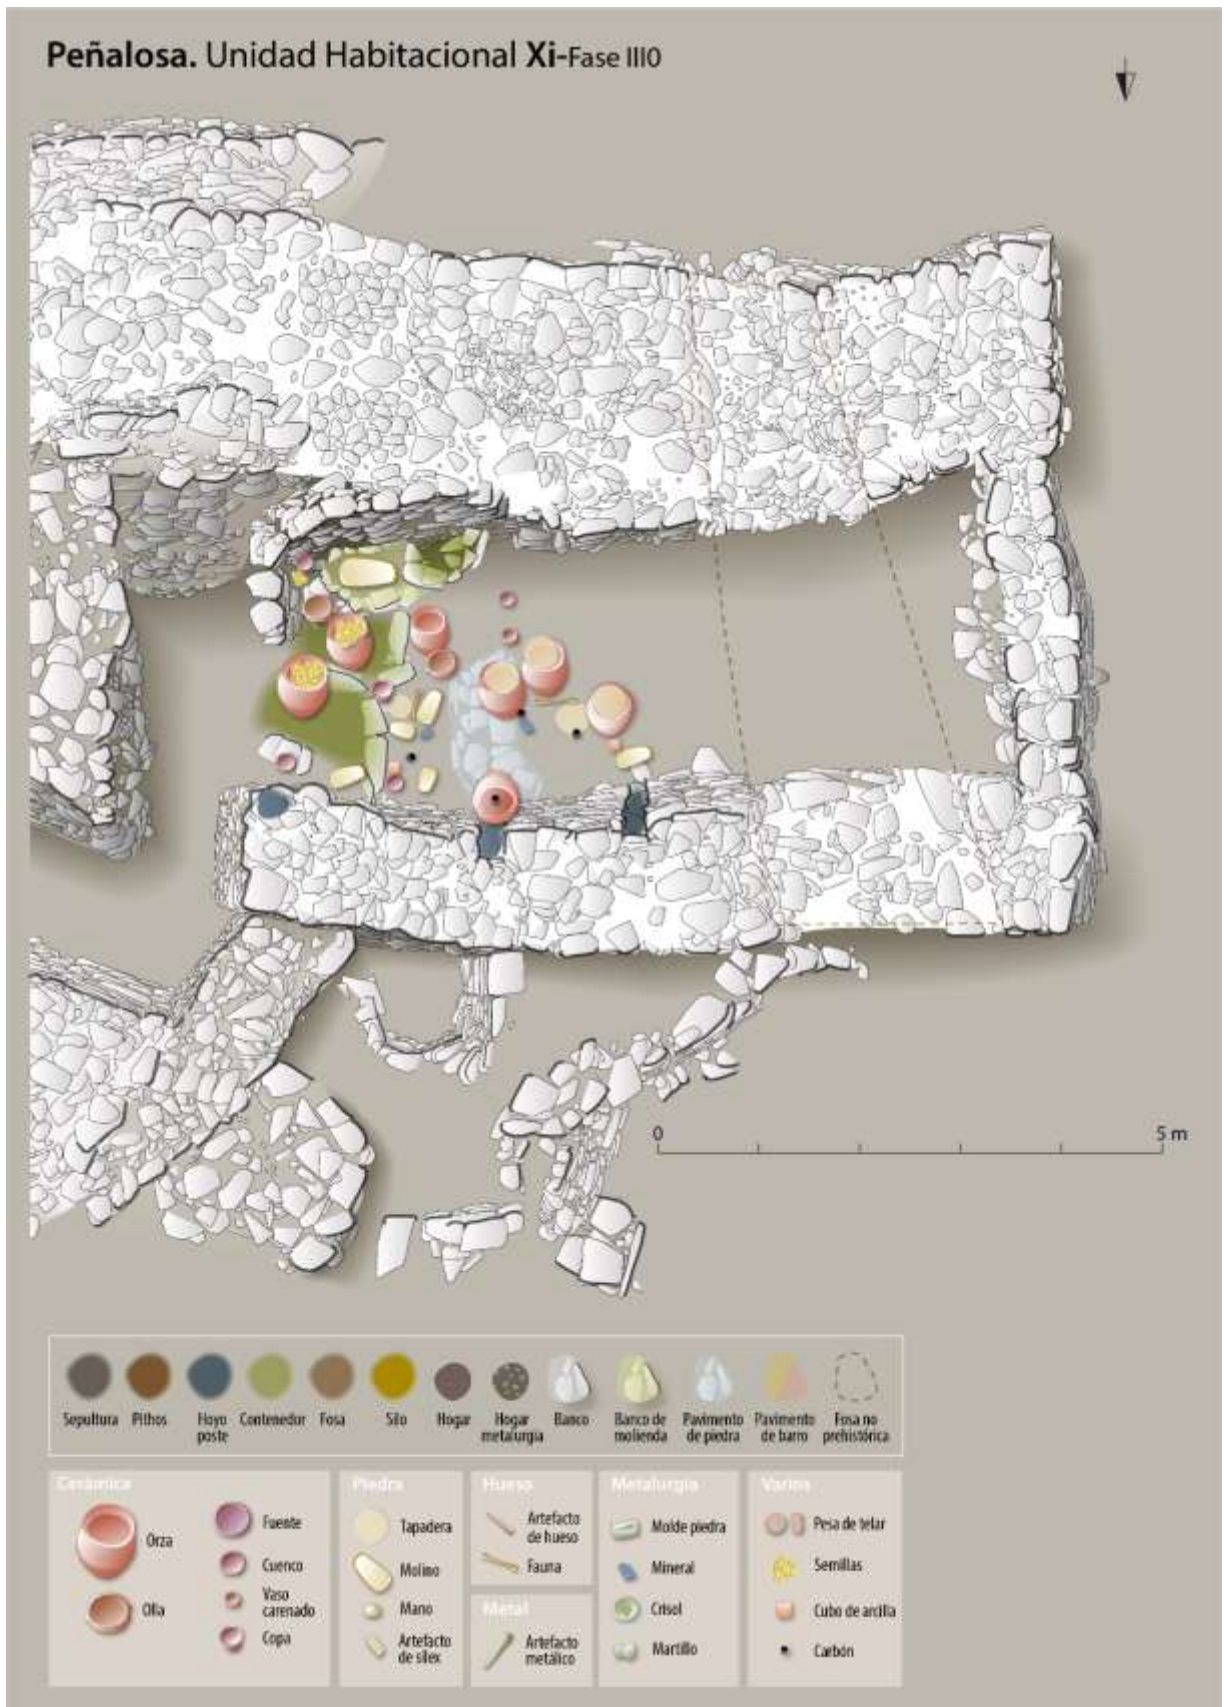 Peñalosa. Unidad Habitacional Xi-Fase III0
0
5 m
Sepultura
Pithos
Hoyo
poste
Contenedor
Fosa
Silo
Hogar
Hogar
metalurgia
Banco
Banco de
molienda
Pavimento
de piedra
Pavimento
de barro
Fosa no
prehistórica
Cerámica
Orza
Olla
Fuente
Cuenco
Vaso
carenado
Copa
Piedra
Tapadera
Molino
Mano
Artefacto
de sílex
Hueso
Artefacto
de hueso
Fauna
Metal
Artefacto
metálico
Metalurgia
Molde piedra
Mineral
Crisol
Martillo
Varios
Pesa de telar
Semillas
Cubo de arcilla
Carbón